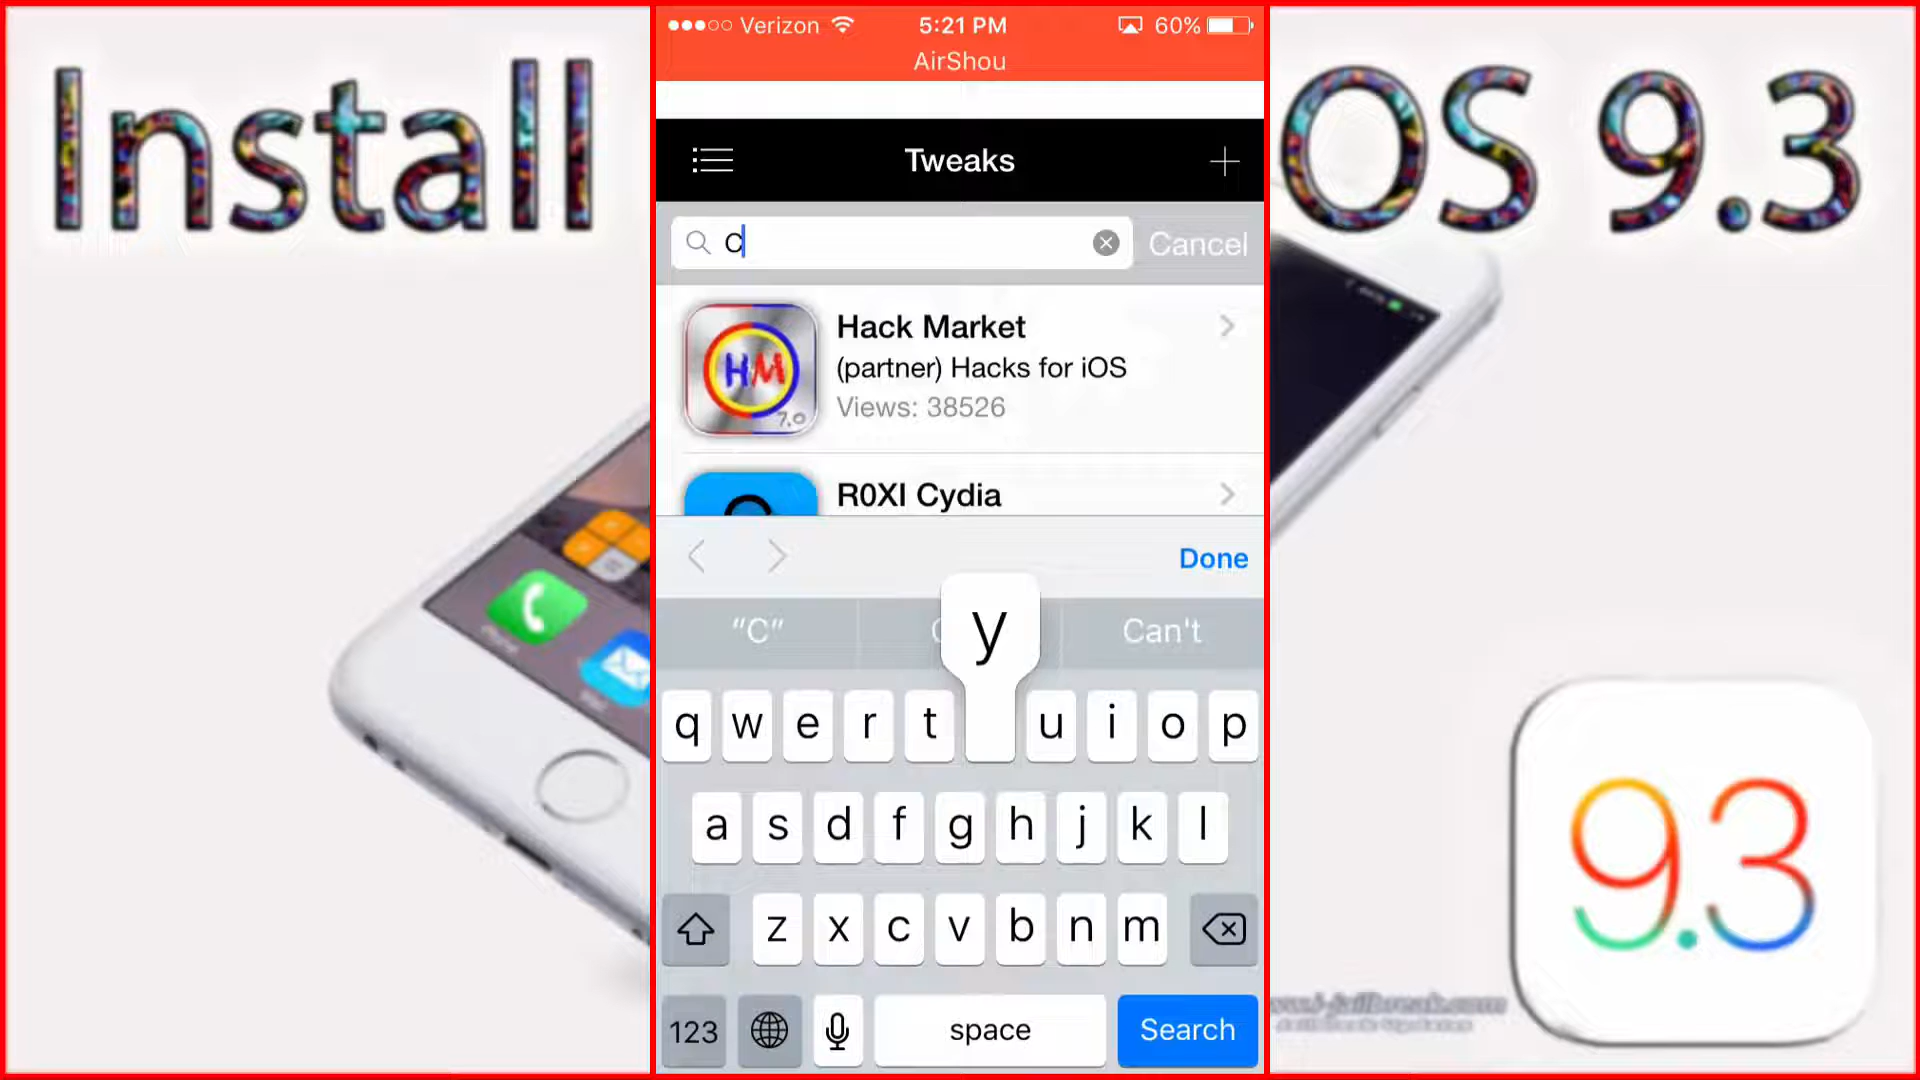 Install
OS 9.3
Verizon 5:21 PM 60%
AirShou
Tweaks
C
Cancel
Hack Market
(partner) Hacks for iOS
Views: 38526
7.0
HM
R0XI Cydia
Done
"C"
Can't
y
q w e r t u i o p
a s d f g h j k l
z x c v b n m
123
space
Search
9.3